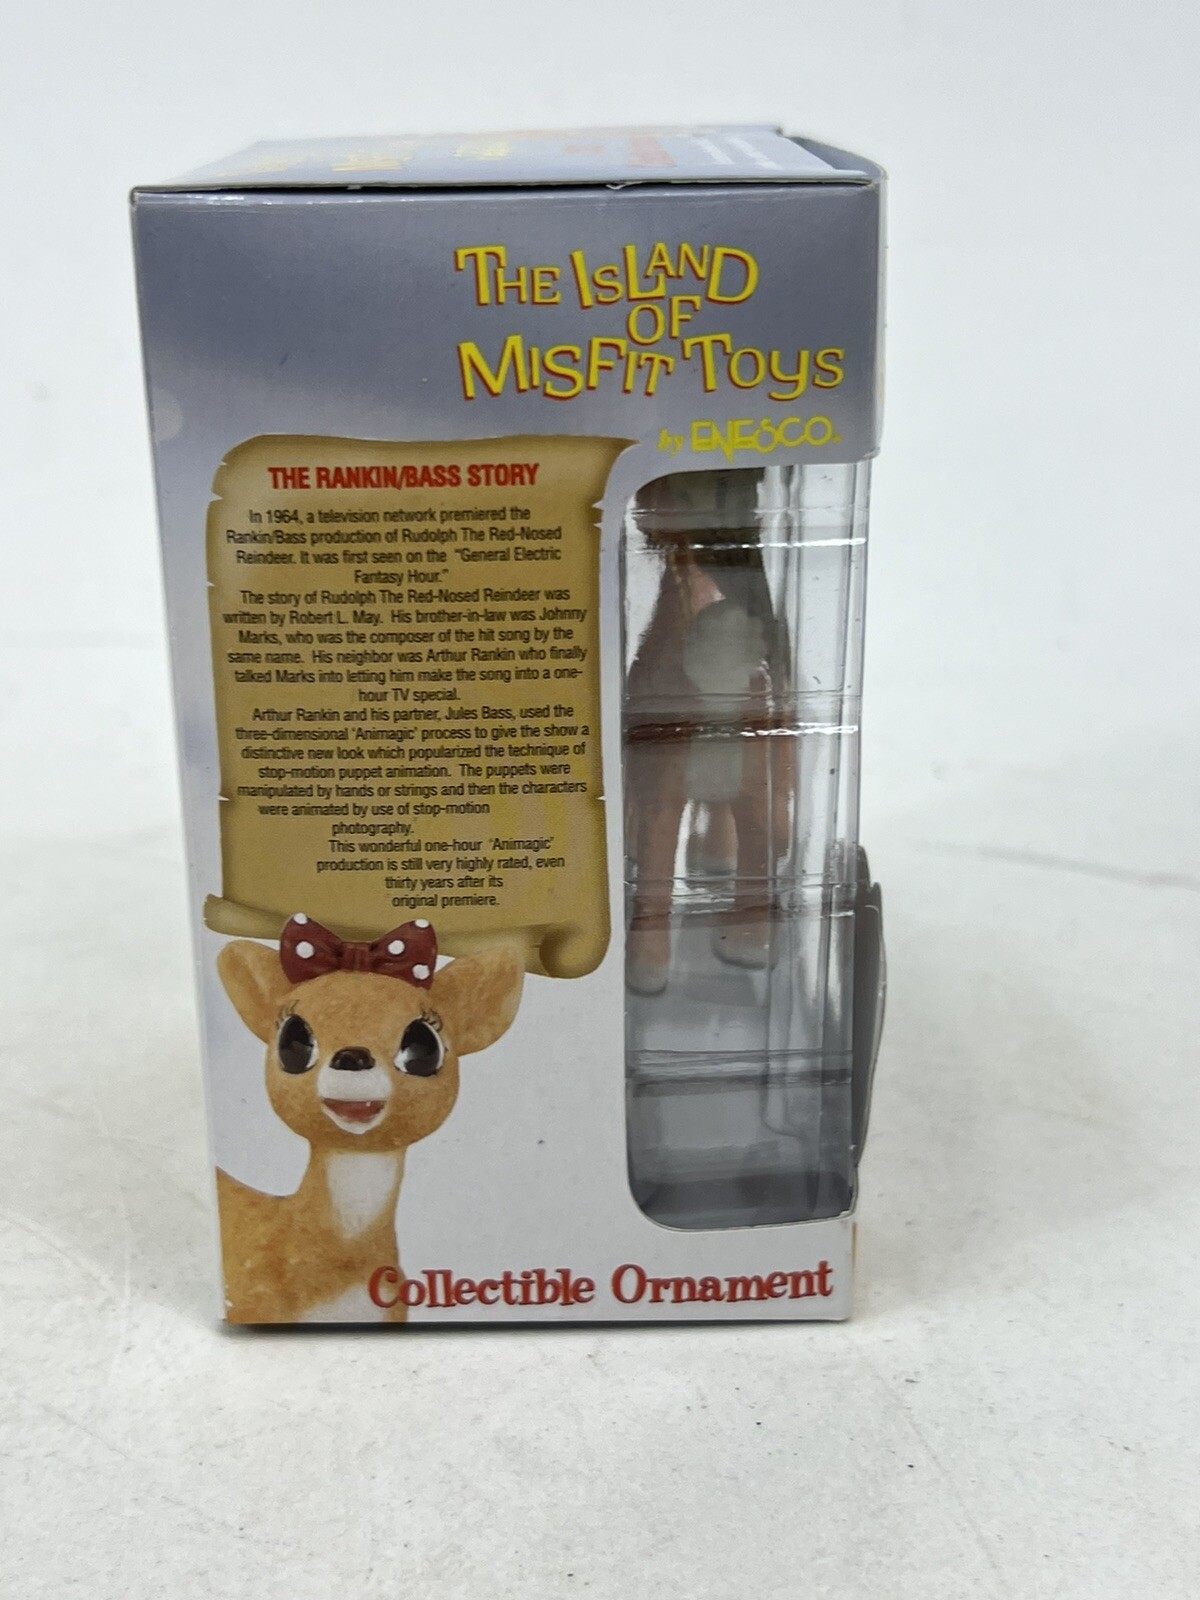 THE ISLAND
OF
MISFIT TOYS
by ENESCO
THE RANKIN/BASS STORY
In 1964, a television network premiered the
Rankin/Bass production of Rudolph The Red-Nosed
Reindeer. It was first seen on the "General Electric
Fantasy Hour."
The story of Rudolph The Red-Nosed Reindeer was
written by Robert L. May. His brother-in-law was Johnny
Marks, who was the composer of the hit song by the
same name. His neighbor was Arthur Rankin who finally
talked Marks into letting him make the song into a one-
hour TV special.
Arthur Rankin and his partner, Jules Bass, used the
three-dimensional 'Animagic' process to give the show a
distinctive new look which popularized the technique of
stop-motion puppet animation. The puppets were
manipulated by hands or strings and then the characters
were animated by use of stop-motion
photography.
This wonderful one-hour 'Animagic'
production is still very highly rated, even
thirty years after its
original premiere.
Collectible Ornament